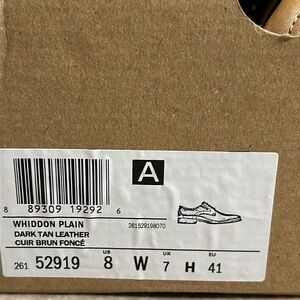 A
8 89309 19292 6
261529198070
WHIDDON PLAIN
DARK TAN LEATHER
CUIR BRUN FONCÉ
US UK EU
261 52919 8 W 7 H 41